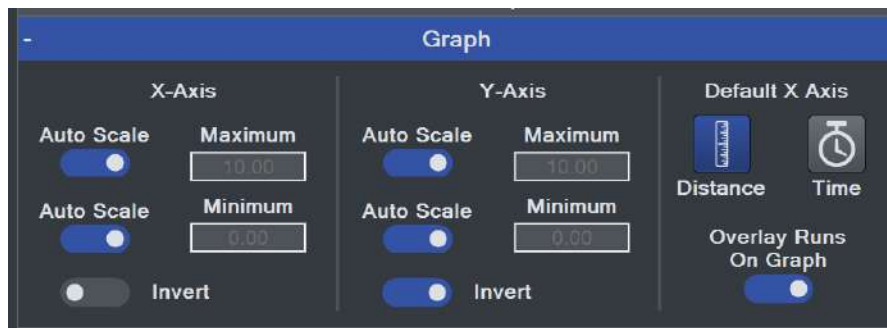 -
Graph
X-Axis
Auto Scale Maximum
10.00
Auto Scale Minimum
0.00
Invert
Y-Axis
Auto Scale Maximum
10.00
Auto Scale Minimum
0.00
Invert
Default X Axis
Distance Time
Overlay Runs
On Graph